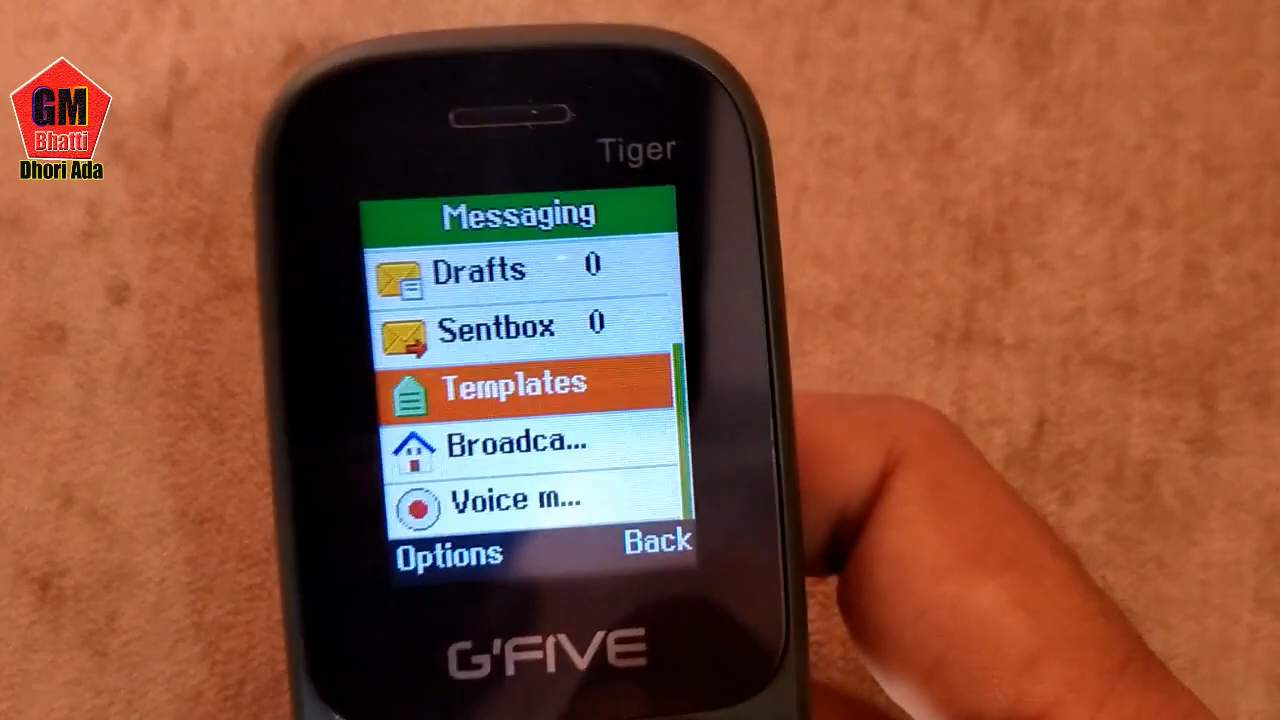 GM
Bhatti
Dhori Ada
Tiger
Messaging
Drafts 0
Sentbox 0
Templates
Broadca...
Voice m...
Options Back
G'FIVE